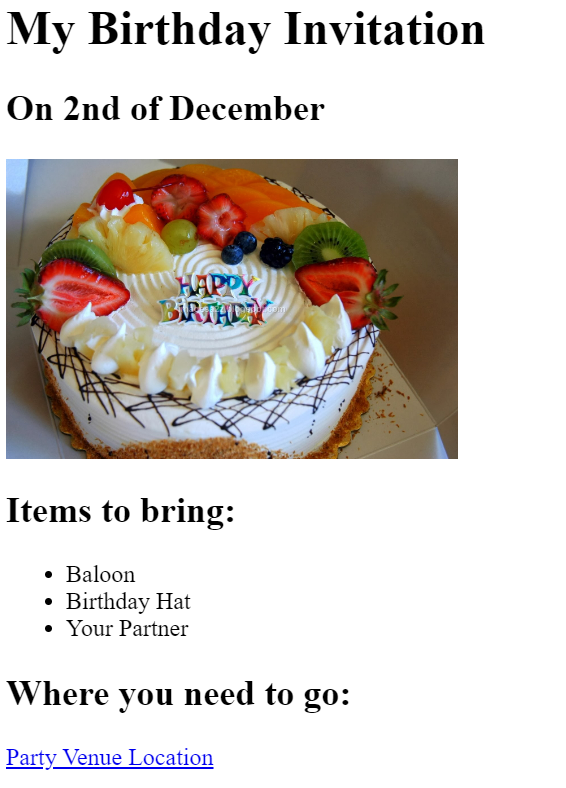 My Birthday Invitation
On 2nd of December
HAPPY
BIRTHDAY
Items to bring:
Baloon
Birthday Hat
Your Partner
Where you need to go:
Party Venue Location